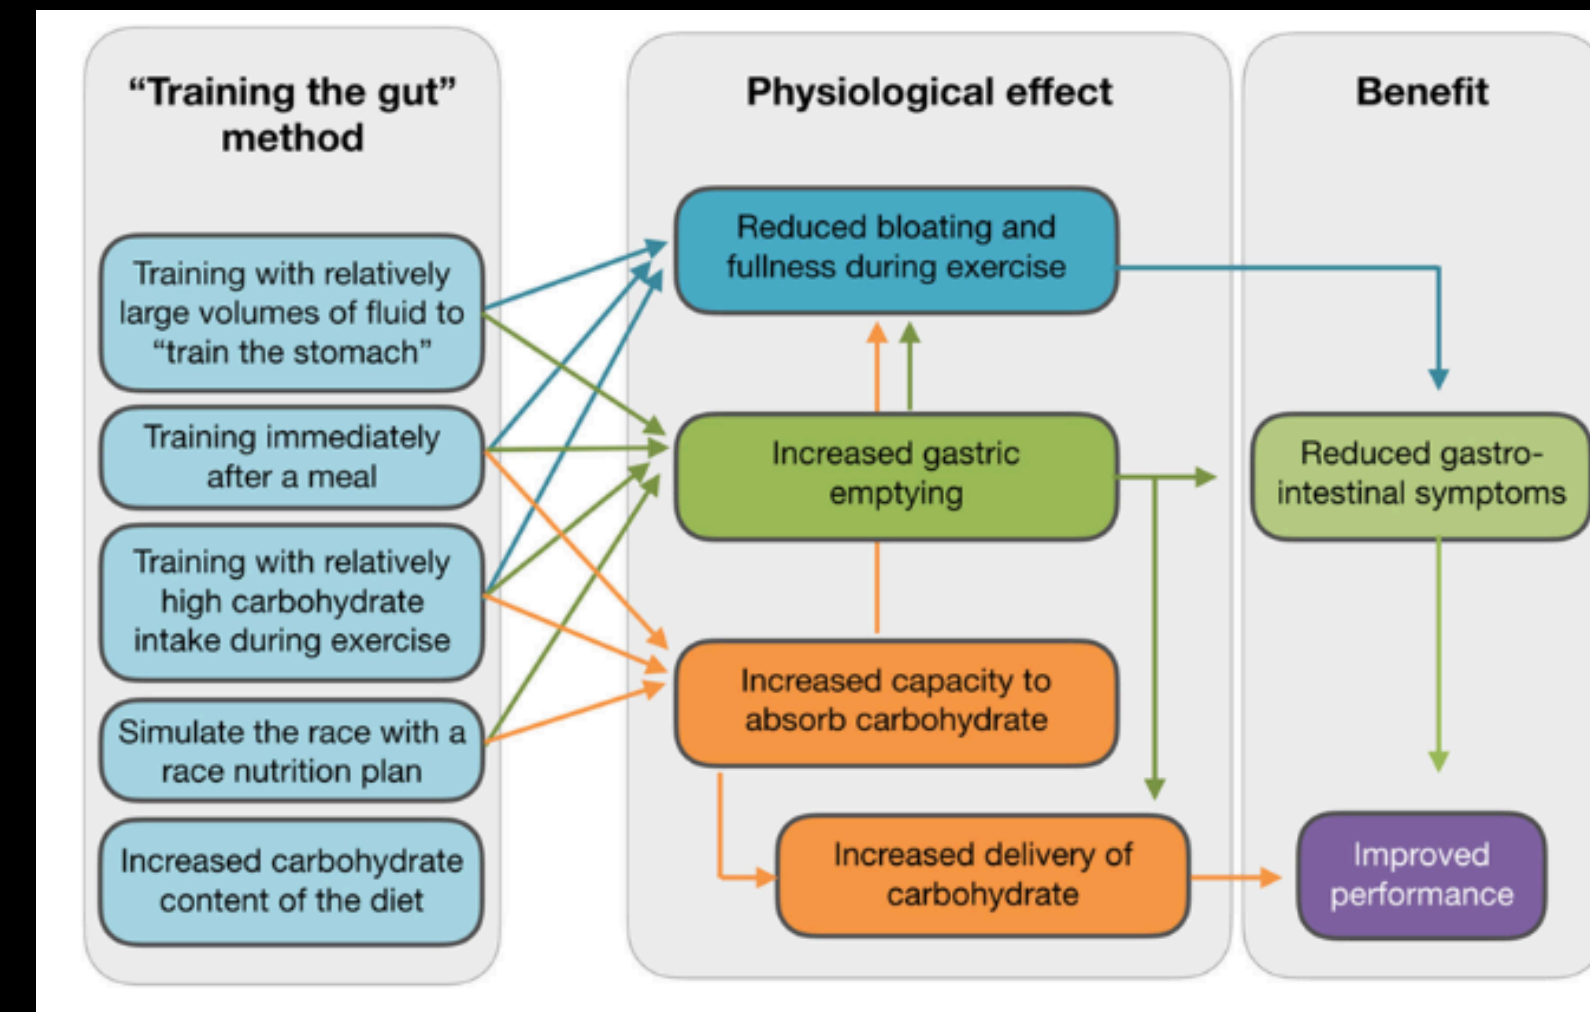 “Training the gut”
method
Training with relatively
large volumes of fluid to
“train the stomach”
Training immediately
after a meal
Training with relatively
high carbohydrate
intake during exercise
Simulate the race with a
race nutrition plan
Increased carbohydrate
content of the diet
Physiological effect
Reduced bloating and
fullness during exercise
Increased gastric
emptying
Increased capacity to
absorb carbohydrate
Increased delivery of
carbohydrate
Benefit
Reduced gastro-
intestinal symptoms
Improved
performance